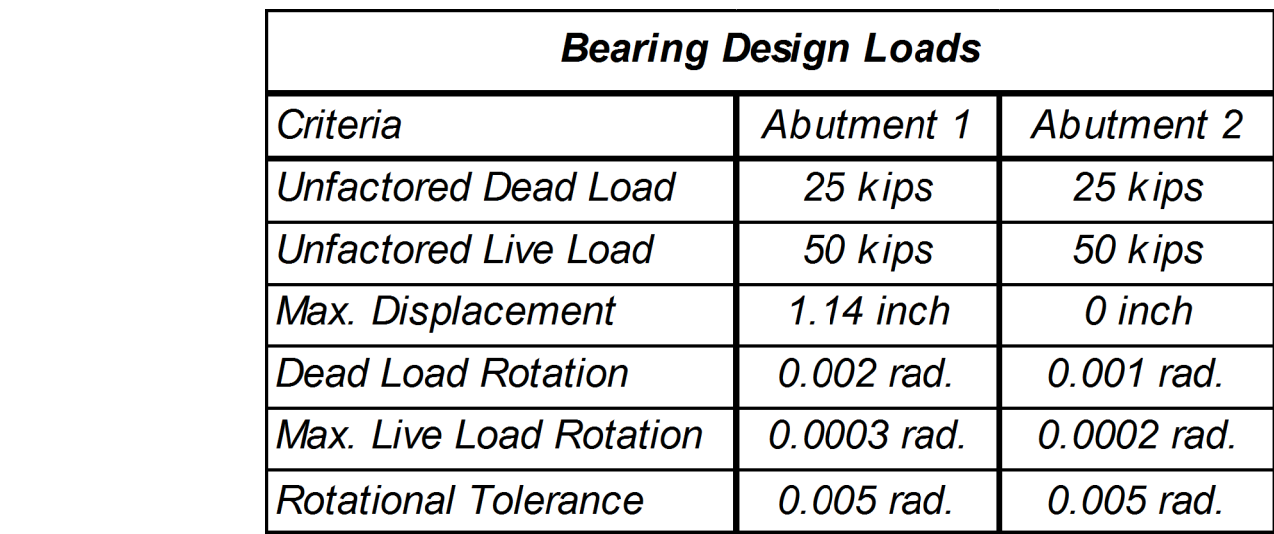 Bearing Design Loads
Criteria Abutment 1 Abutment 2
Unfactored Dead Load 25 kips 25 kips
Unfactored Live Load 50 kips 50 kips
Max. Displacement 1.14 inch 0 inch
Dead Load Rotation 0.002 rad. 0.001 rad.
Max. Live Load Rotation 0.0003 rad. 0.0002 rad.
Rotational Tolerance 0.005 rad. 0.005 rad.